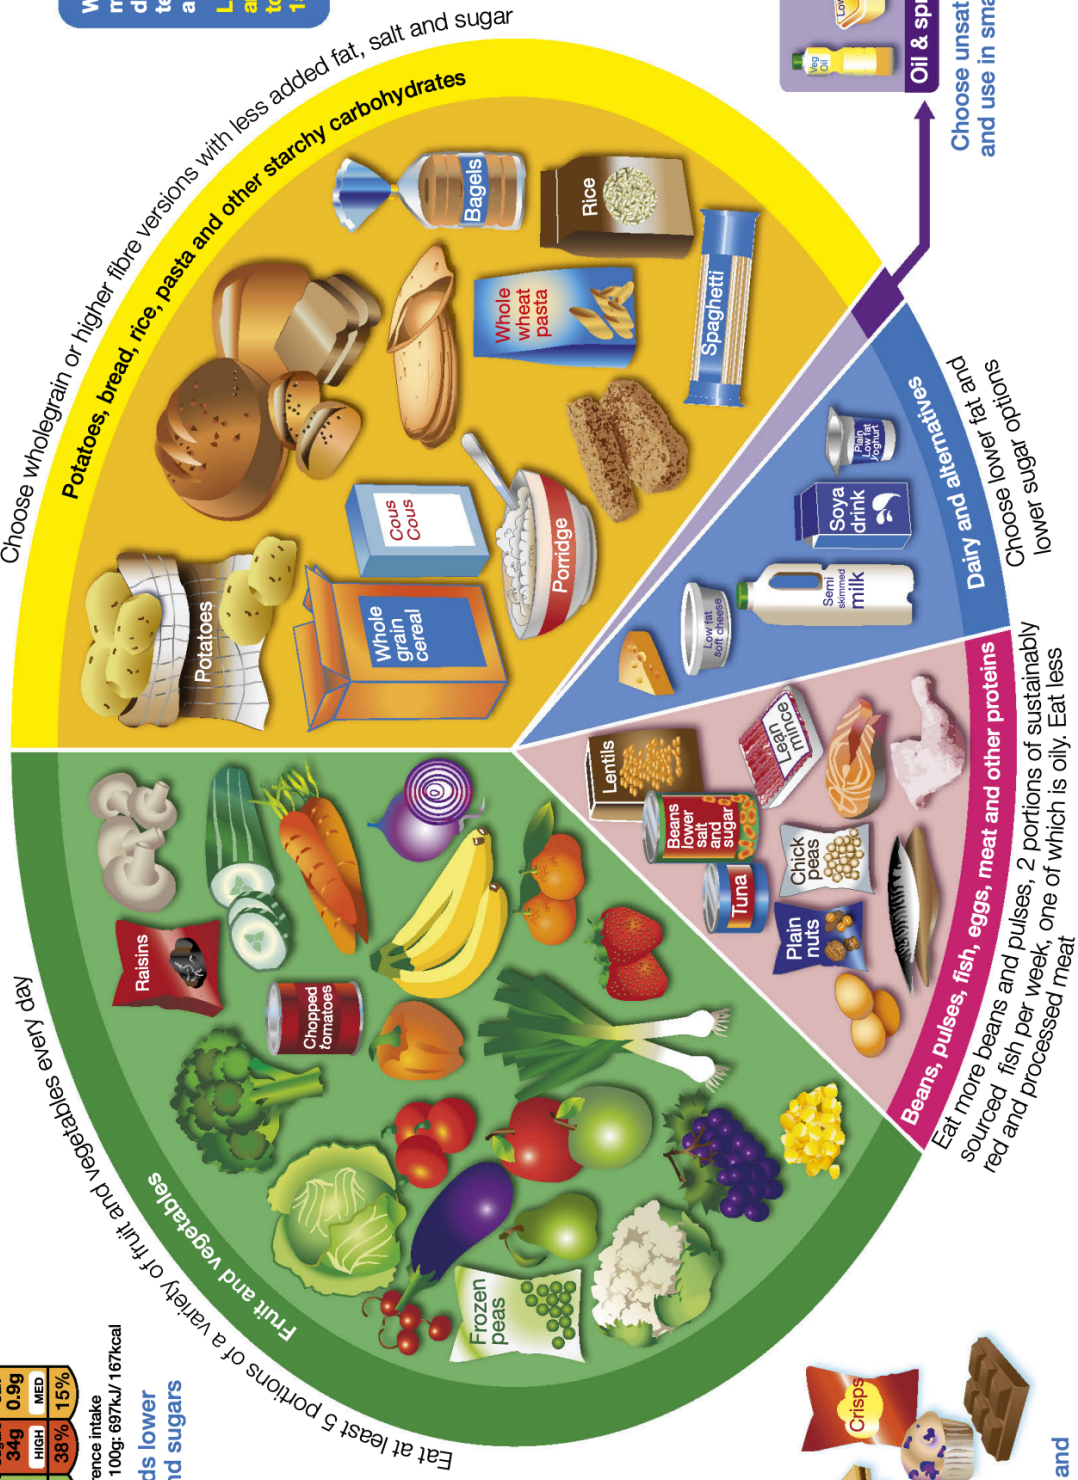 34g 0.9g
HIGH MED
38% 15%
rence intake
100g: 697kJ/ 167kcal
ds lower
nd sugars
Eat at least 5 portions of a variety of fruit and vegetables every day
Fruit and vegetables
Raisins
Chopped
tomatoes
Frozen
peas
Choose wholegrain or higher fibre versions with less added fat, salt and sugar
Potatoes, bread, rice, pasta and other starchy carbohydrates
Potatoes
Whole
grain
cereal
Cous
Cous
Porridge
Whole
wheat
pasta
Bagels
Rice
Spaghetti
Lentils
Beans
lower
salt
and
sugar
Tuna
Lean
mince
Chick
peas
Plain
nuts
Beans, pulses, fish, eggs, meat and other proteins
Eat more beans and pulses, 2 portions of sustainably
sourced fish per week, one of which is oily. Eat less
red and processed meat
Low fat
soft cheese
Semi
skimmed
milk
Soya
drink
Plain
Low fat
Yoghurt
Dairy and alternatives
Choose lower fat and
lower sugar options
Veg
Oil
Low
Oil & spr
Choose unsat
and use in sma
Crisps
and